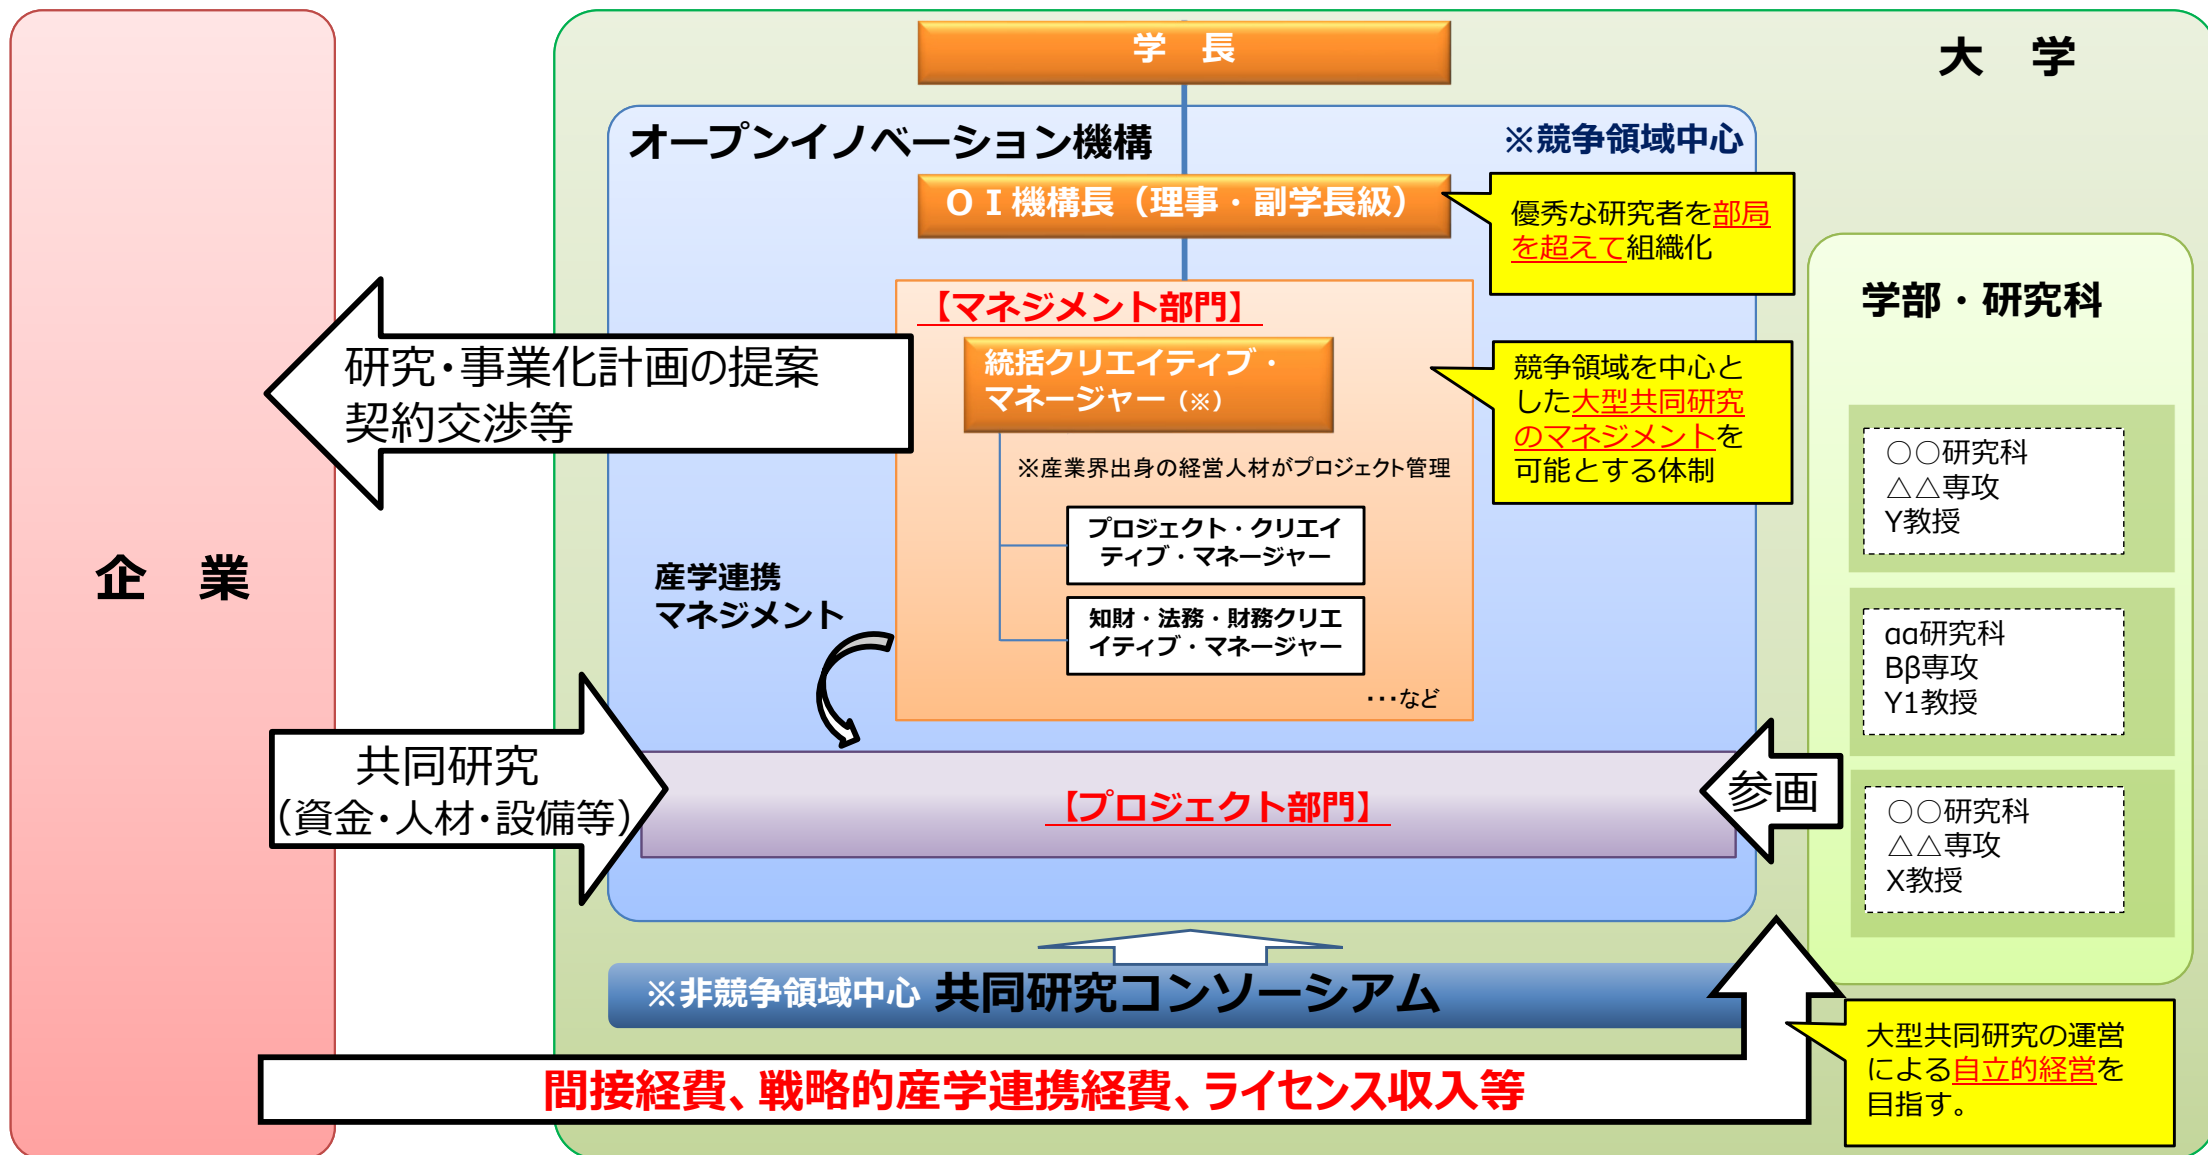 学　長
大　学
オープンイノベーション機構
※競争領域中心
ＯＩ機構長（理事・副学長級）
優秀な研究者を部局
を超えて組織化
【マネジメント部門】
統括クリエイティブ・
マネージャー（※）
※産業界出身の経営人材がプロジェクト管理
プロジェクト・クリエイ
ティブ・マネージャー
知財・法務・財務クリエ
イティブ・マネージャー
・・・など
競争領域を中心と
した大型共同研究
のマネジメントを
可能とする体制
学部・研究科
○○研究科
△△専攻
Y教授
αα研究科
Ββ専攻
Y1教授
○○研究科
△△専攻
X教授
研究・事業化計画の提案
契約交渉等
企　業
産学連携
マネジメント
共同研究
（資金・人材・設備等）
【プロジェクト部門】
参画
※非競争領域中心 共同研究コンソーシアム
間接経費、戦略的産学連携経費、ライセンス収入等
大型共同研究の運営
による自立的経営を
目指す。